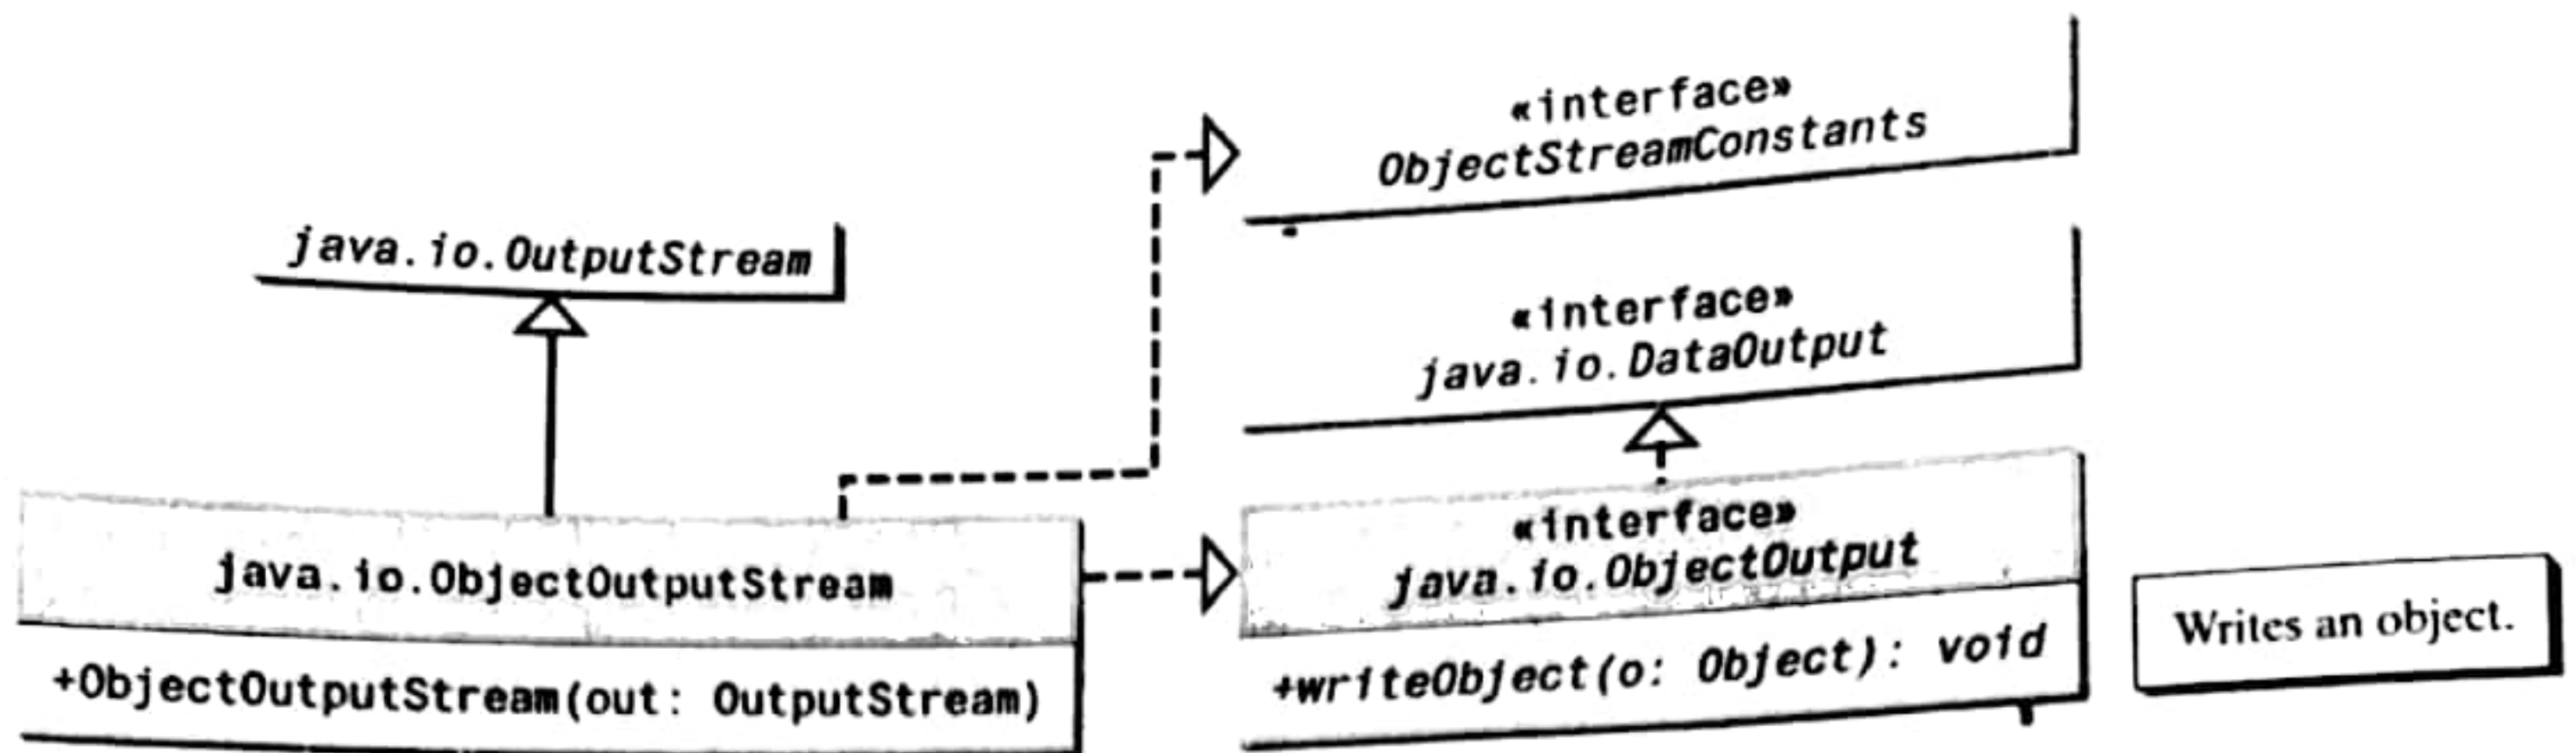 «interface»
ObjectStreamConstants
java.io.OutputStream
«interface»
java.io.DataOutput
«interface»
java.io.ObjectOutput
java.io.ObjectOutputStream
+ObjectOutputStream(out: OutputStream)
+writeObject(o: Object): void
Writes an object.